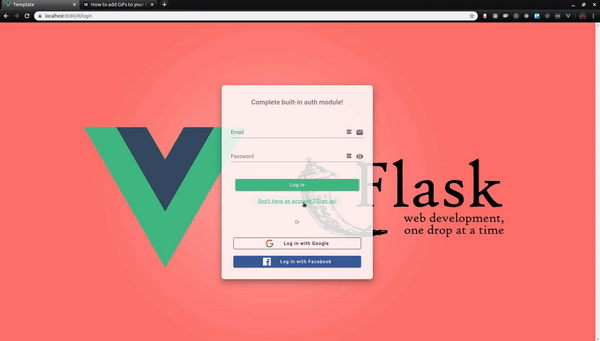 Template
How to add GIFs to your
localhost:8080/#/login
Complete built-in auth module!
Email
Password
Log in
Don't have an account? Sign up!
Or
Log in with Google
Log in with Facebook
Flask
web development,
one drop at a time